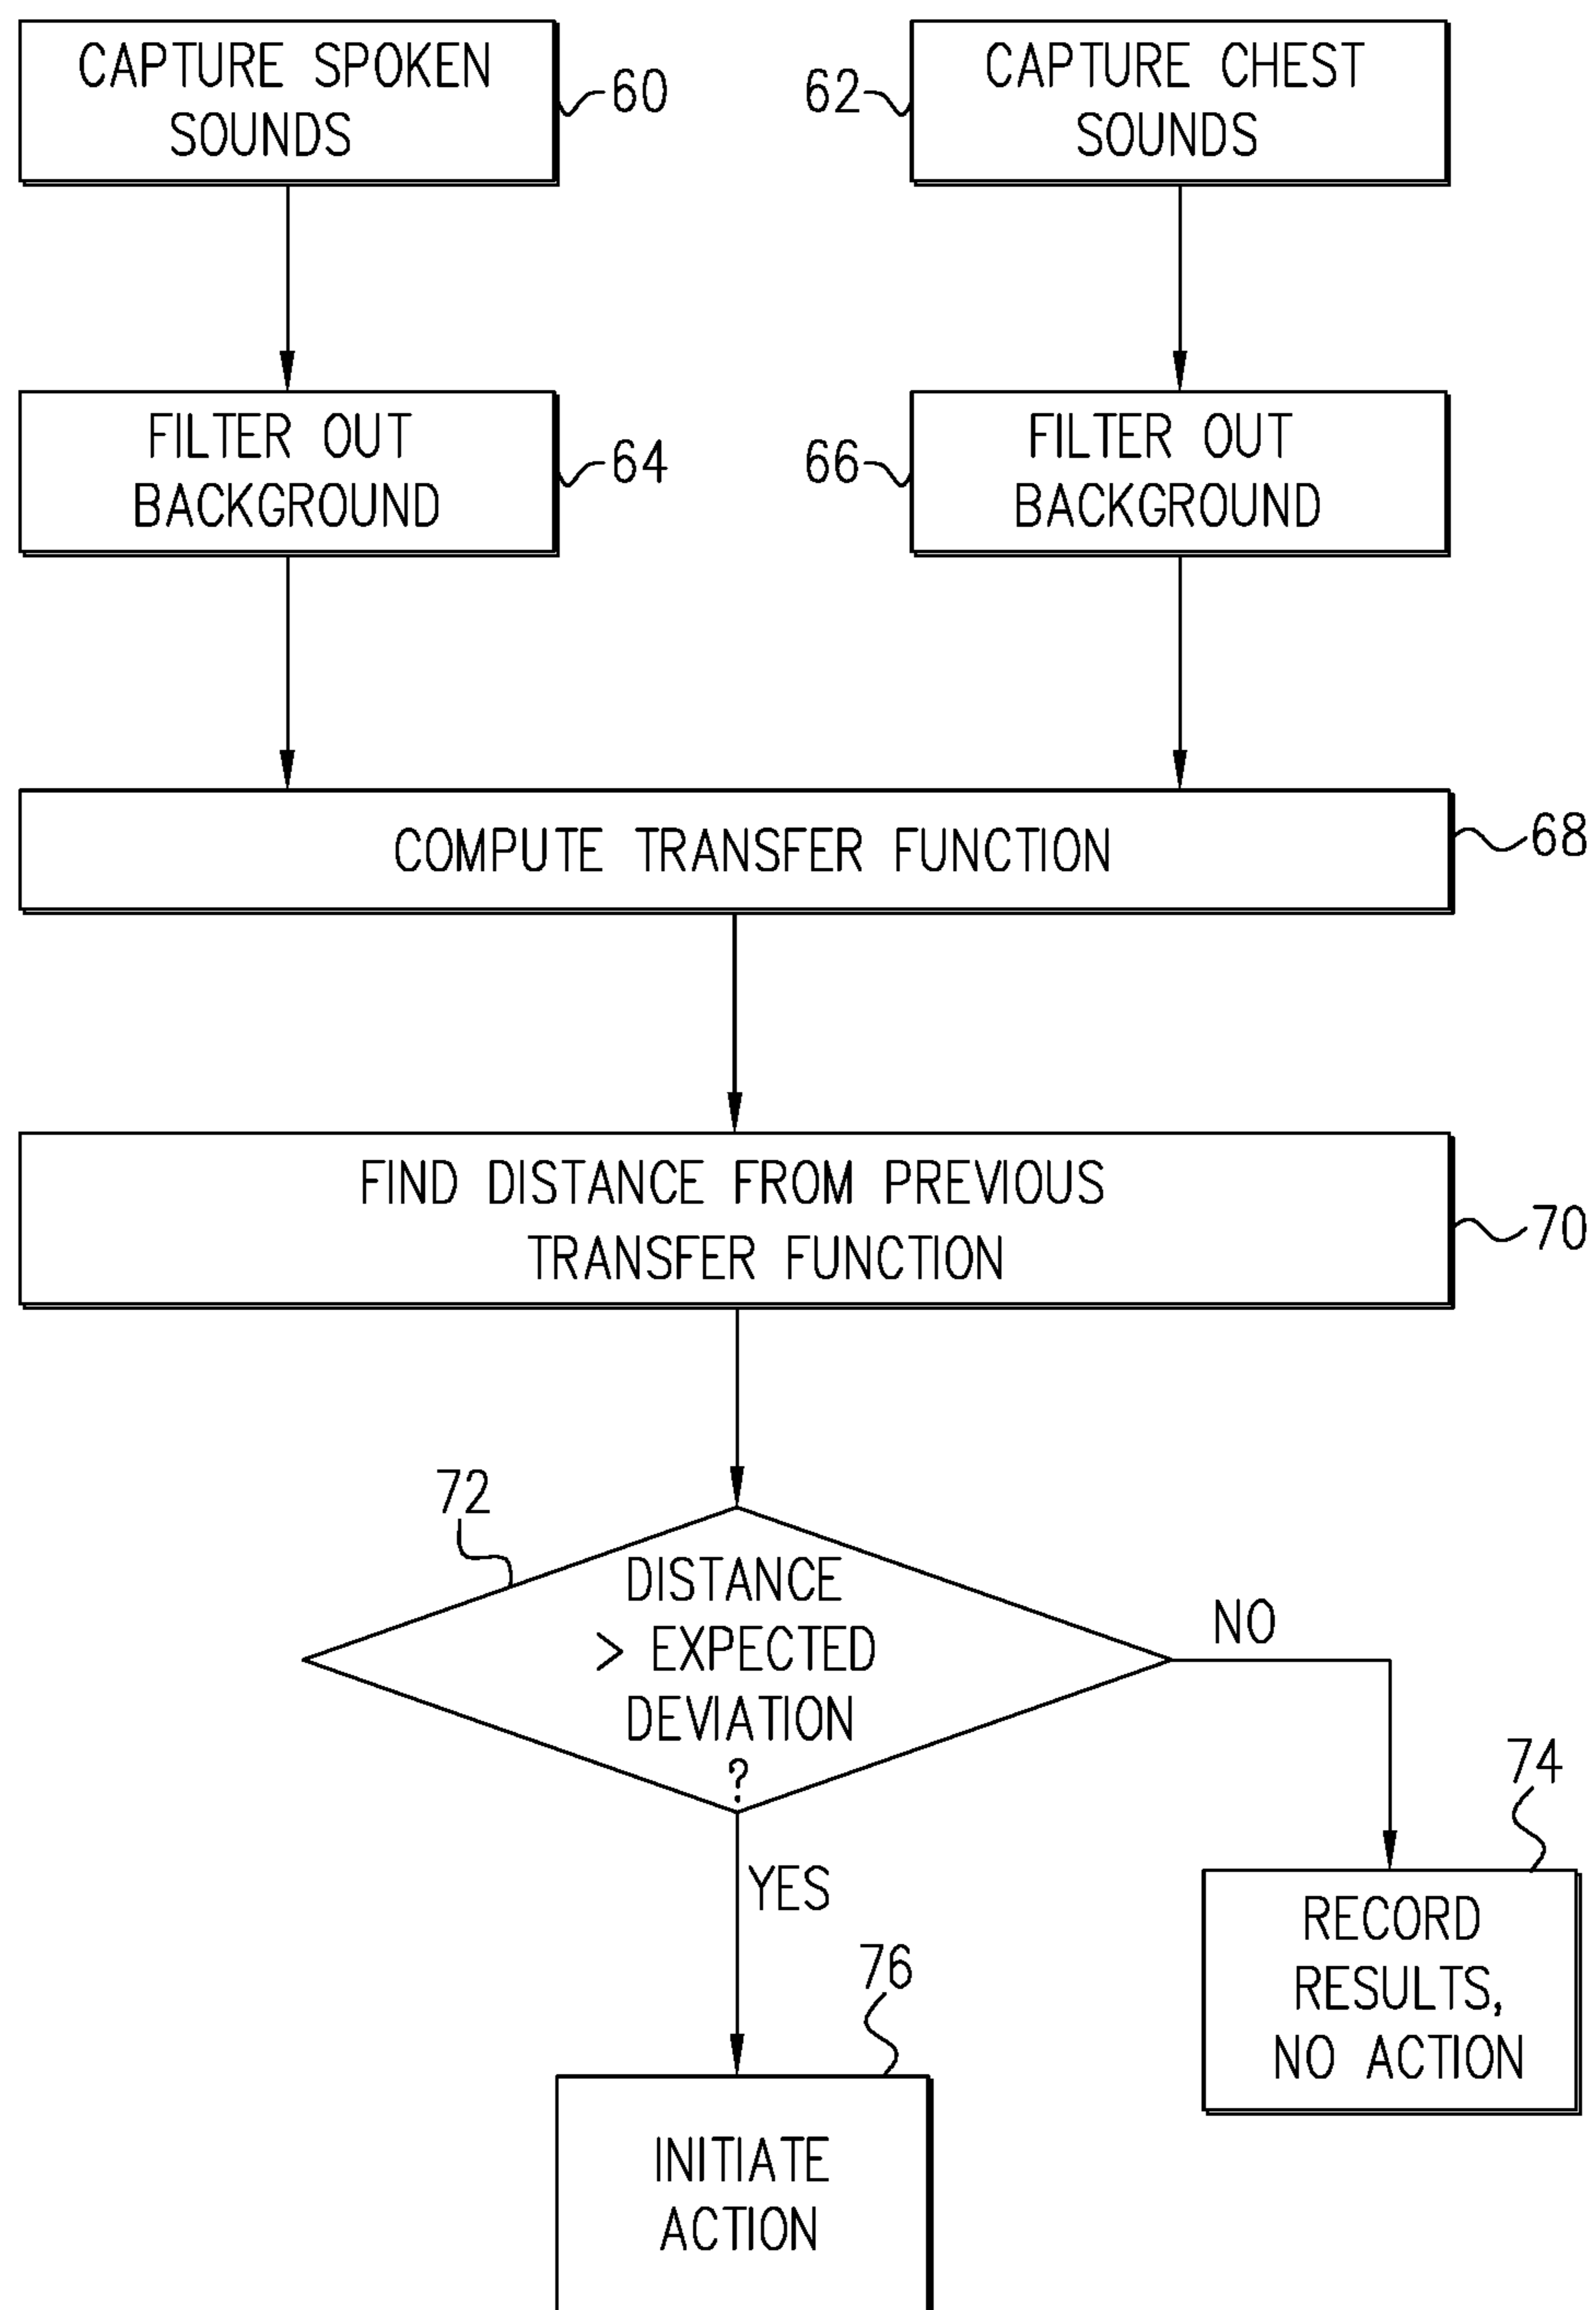 CAPTURE SPOKEN
SOUNDS
60
62
CAPTURE CHEST
SOUNDS
FILTER OUT
BACKGROUND
64
66
FILTER OUT
BACKGROUND
COMPUTE TRANSFER FUNCTION
68
FIND DISTANCE FROM PREVIOUS
TRANSFER FUNCTION
70
72
DISTANCE
> EXPECTED
DEVIATION
?
NO
YES
74
RECORD
RESULTS,
NO ACTION
76
INITIATE
ACTION